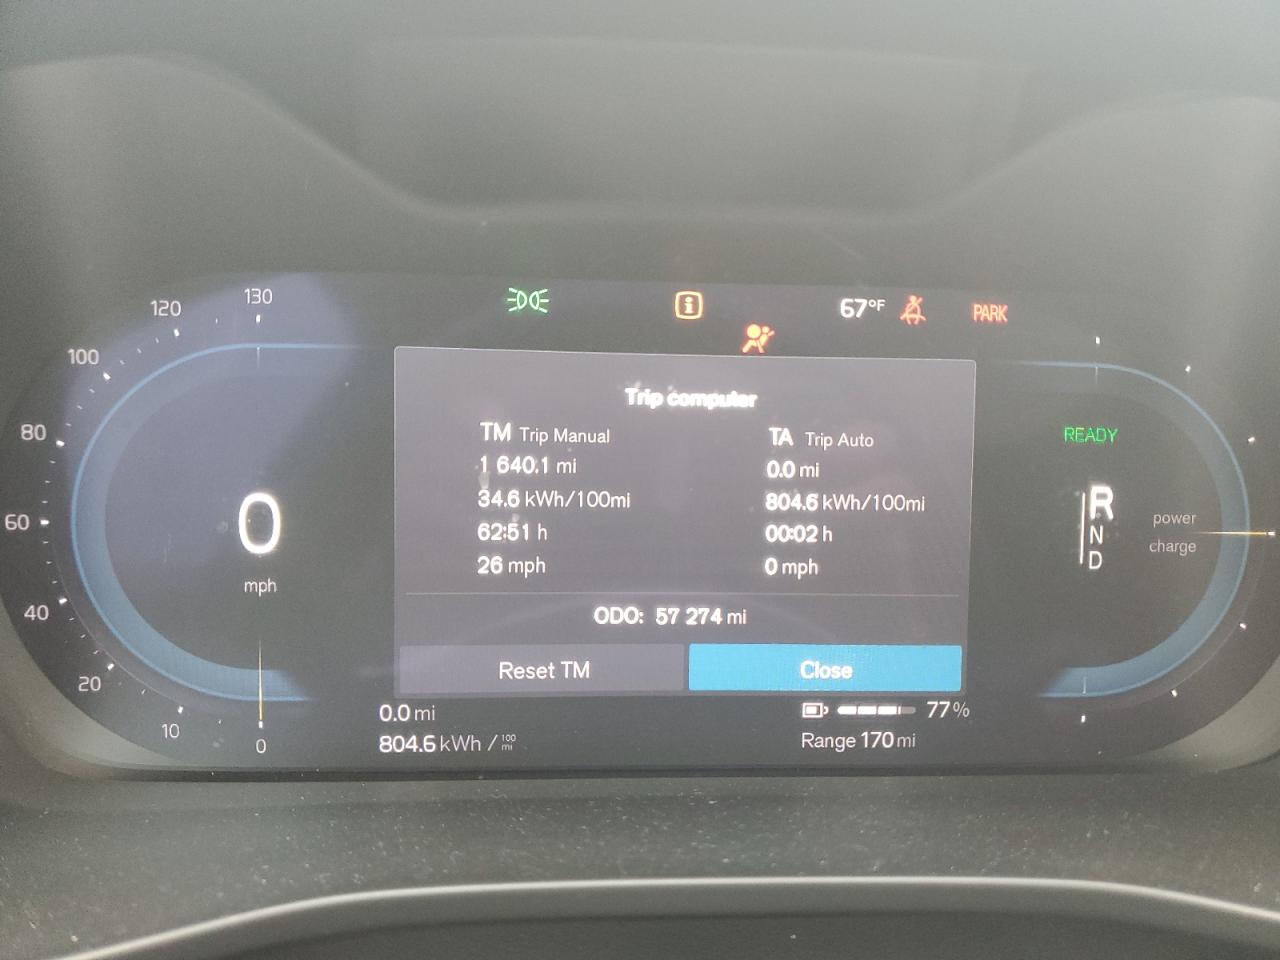 130
120
100
80
60
40
20
10
0
0
mph
67°F
PARK
Trip computer
TM Trip Manual
1 640.1 mi
34.6 kWh/100mi
62:51 h
26 mph
TA Trip Auto
0.0 mi
804.6 kWh/100mi
00:02 h
0 mph
ODO: 57 274 mi
Reset TM
Close
0.0 mi
804.6 kWh / 100 mi
77%
Range 170 mi
READY
R
N
D
power
charge